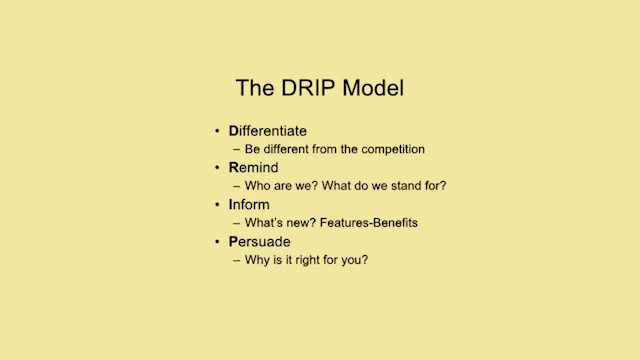 The DRIP Model
• Differentiate
– Be different from the competition
• Remind
– Who are we? What do we stand for?
• Inform
– What's new? Features-Benefits
• Persuade
– Why is it right for you?